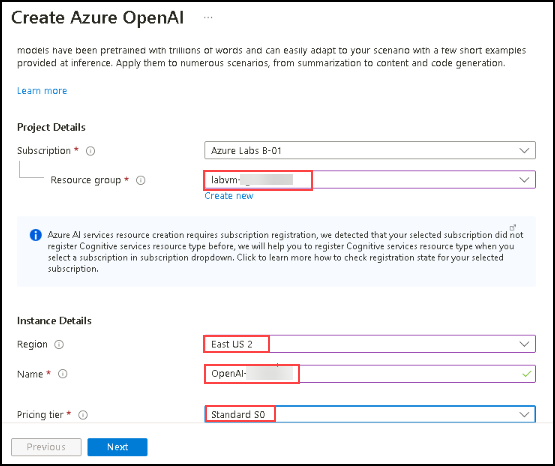 Create Azure OpenAI ...
models have been pretrained with trillions of words and can easily adapt to your scenario with a few short examples
provided at inference. Apply them to numerous scenarios, from summarization to content and code generation.
Learn more
Project Details
Subscription * Azure Labs B-01
Resource group * labvm-
Create new
Azure AI services resource creation requires subscription registration, we detected that your selected subscription did not
register Cognitive services resource type before, we will help you to register Cognitive services resource type when you
select a subscription in subscription dropdown. Click to learn more how to check registration state for your selected
subscription.
Instance Details
Region East US 2
Name * OpenAI-
Pricing tier * Standard S0
Previous Next